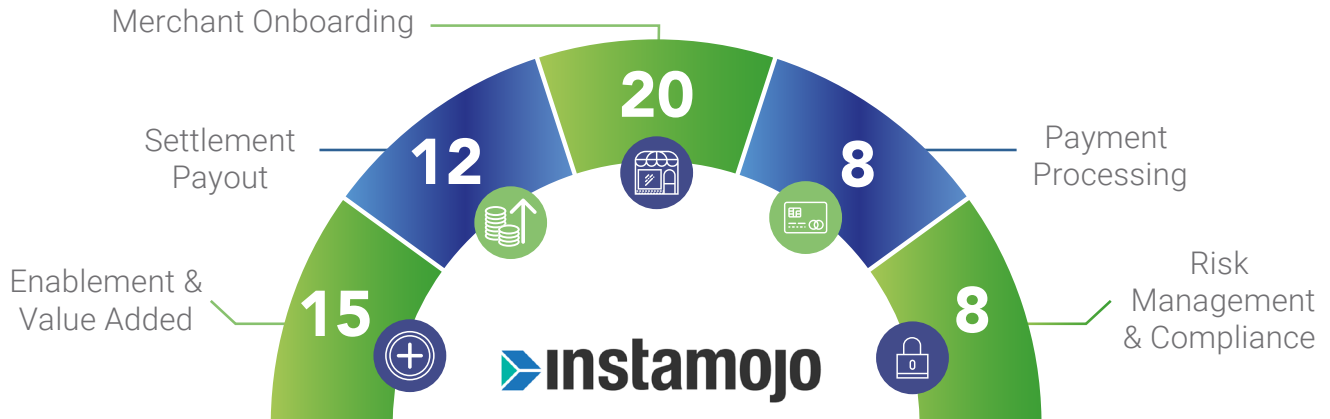 Merchant Onboarding
20
Settlement
Payout
12
8
Payment
Processing
Enablement &
Value Added
15
8
Risk
Management
& Compliance
instamojo